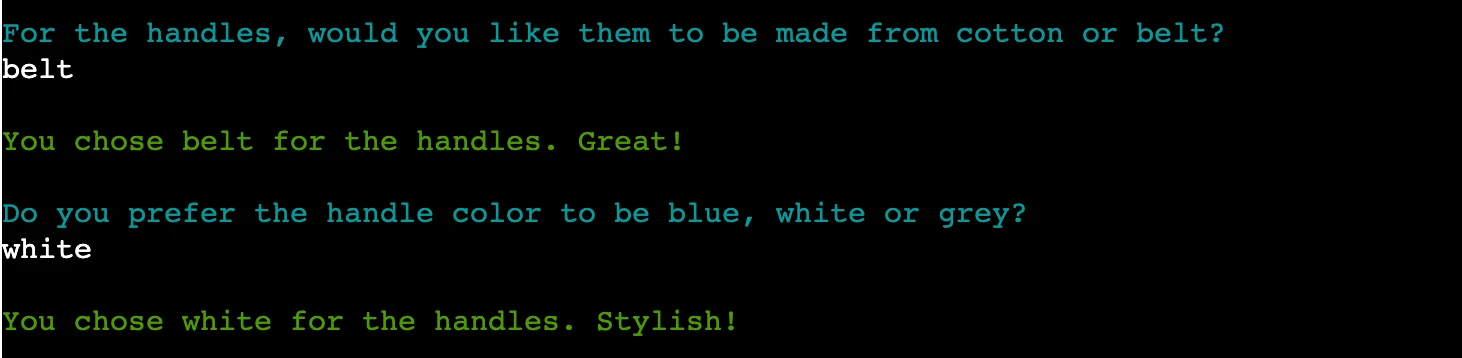 For the handles, would you like them to be made from cotton or belt?
belt
You chose belt for the handles. Great!
Do you prefer the handle color to be blue, white or grey?
white
You chose white for the handles. Stylish!